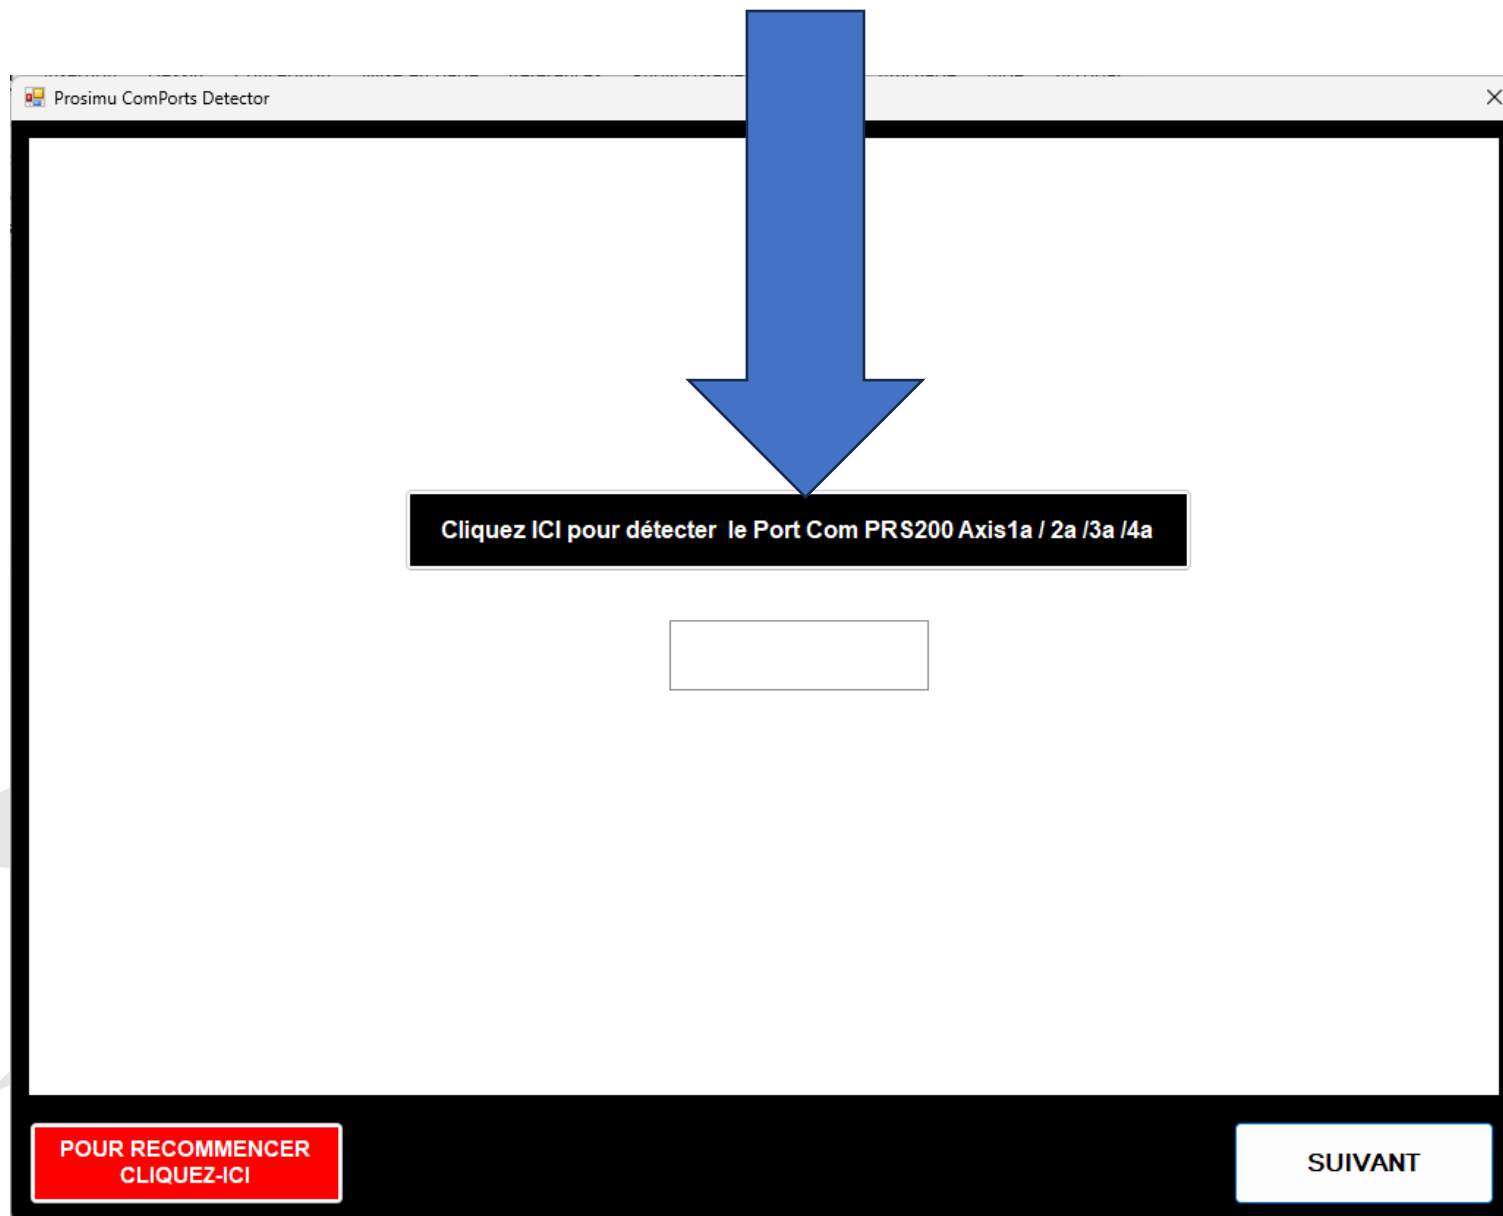 Prosimu ComPorts Detector
Cliquez ICI pour détecter  le Port Com PRS200 Axis1a / 2a /3a /4a
POUR RECOMMENCER
CLIQUEZ-ICI
SUIVANT